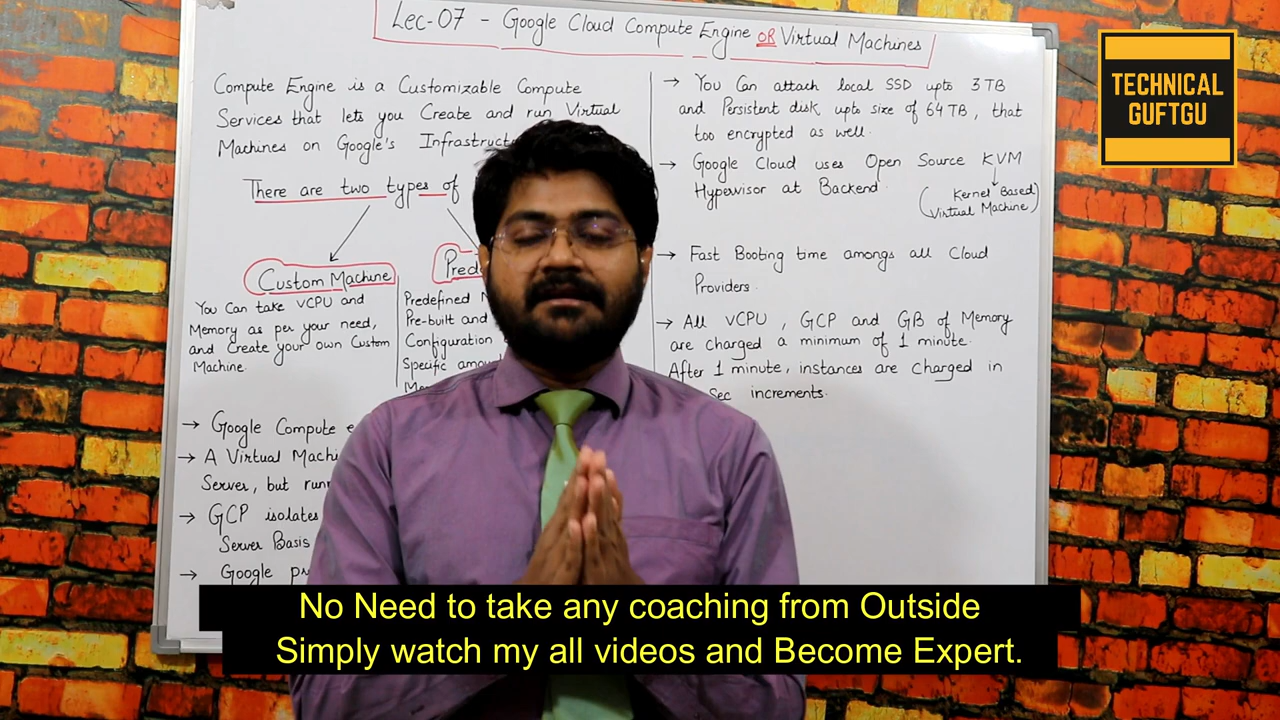 Lec-07 - Google Cloud Compute Engine OR Virtual Machines
TECHNICAL
GUFTGU
Compute Engine is a Customizable Compute
Services that lets you Create and run Virtual
Machines on Google's
There are two types of
Custom Machine
You Can take VCPU and
Memory as per your need,
and Create your own Custom
Machine.
Predefined
Pre-built and
Configuration
Specific
→ Google Compute
→ A Virtual
Server, but
→ GCP isolates
Server Basis
→ Google
→ You Can attach local SSD upto 3TB
and Persistent disk, upto size of 64TB, that
too encrypted as well.
→ Google Cloud uses Open Source KVM
Hypervisor at Backend.
(Kernel Based
Virtual Machine)
→ Fast Booting time amongs all Cloud
Providers.
→ All VCPU, GCP and GB of Memory
are charged a minimum of 1 minute.
After 1 minute, instances are charged in
Sec increments.
No Need to take any coaching from Outside
Simply watch my all videos and Become Expert.